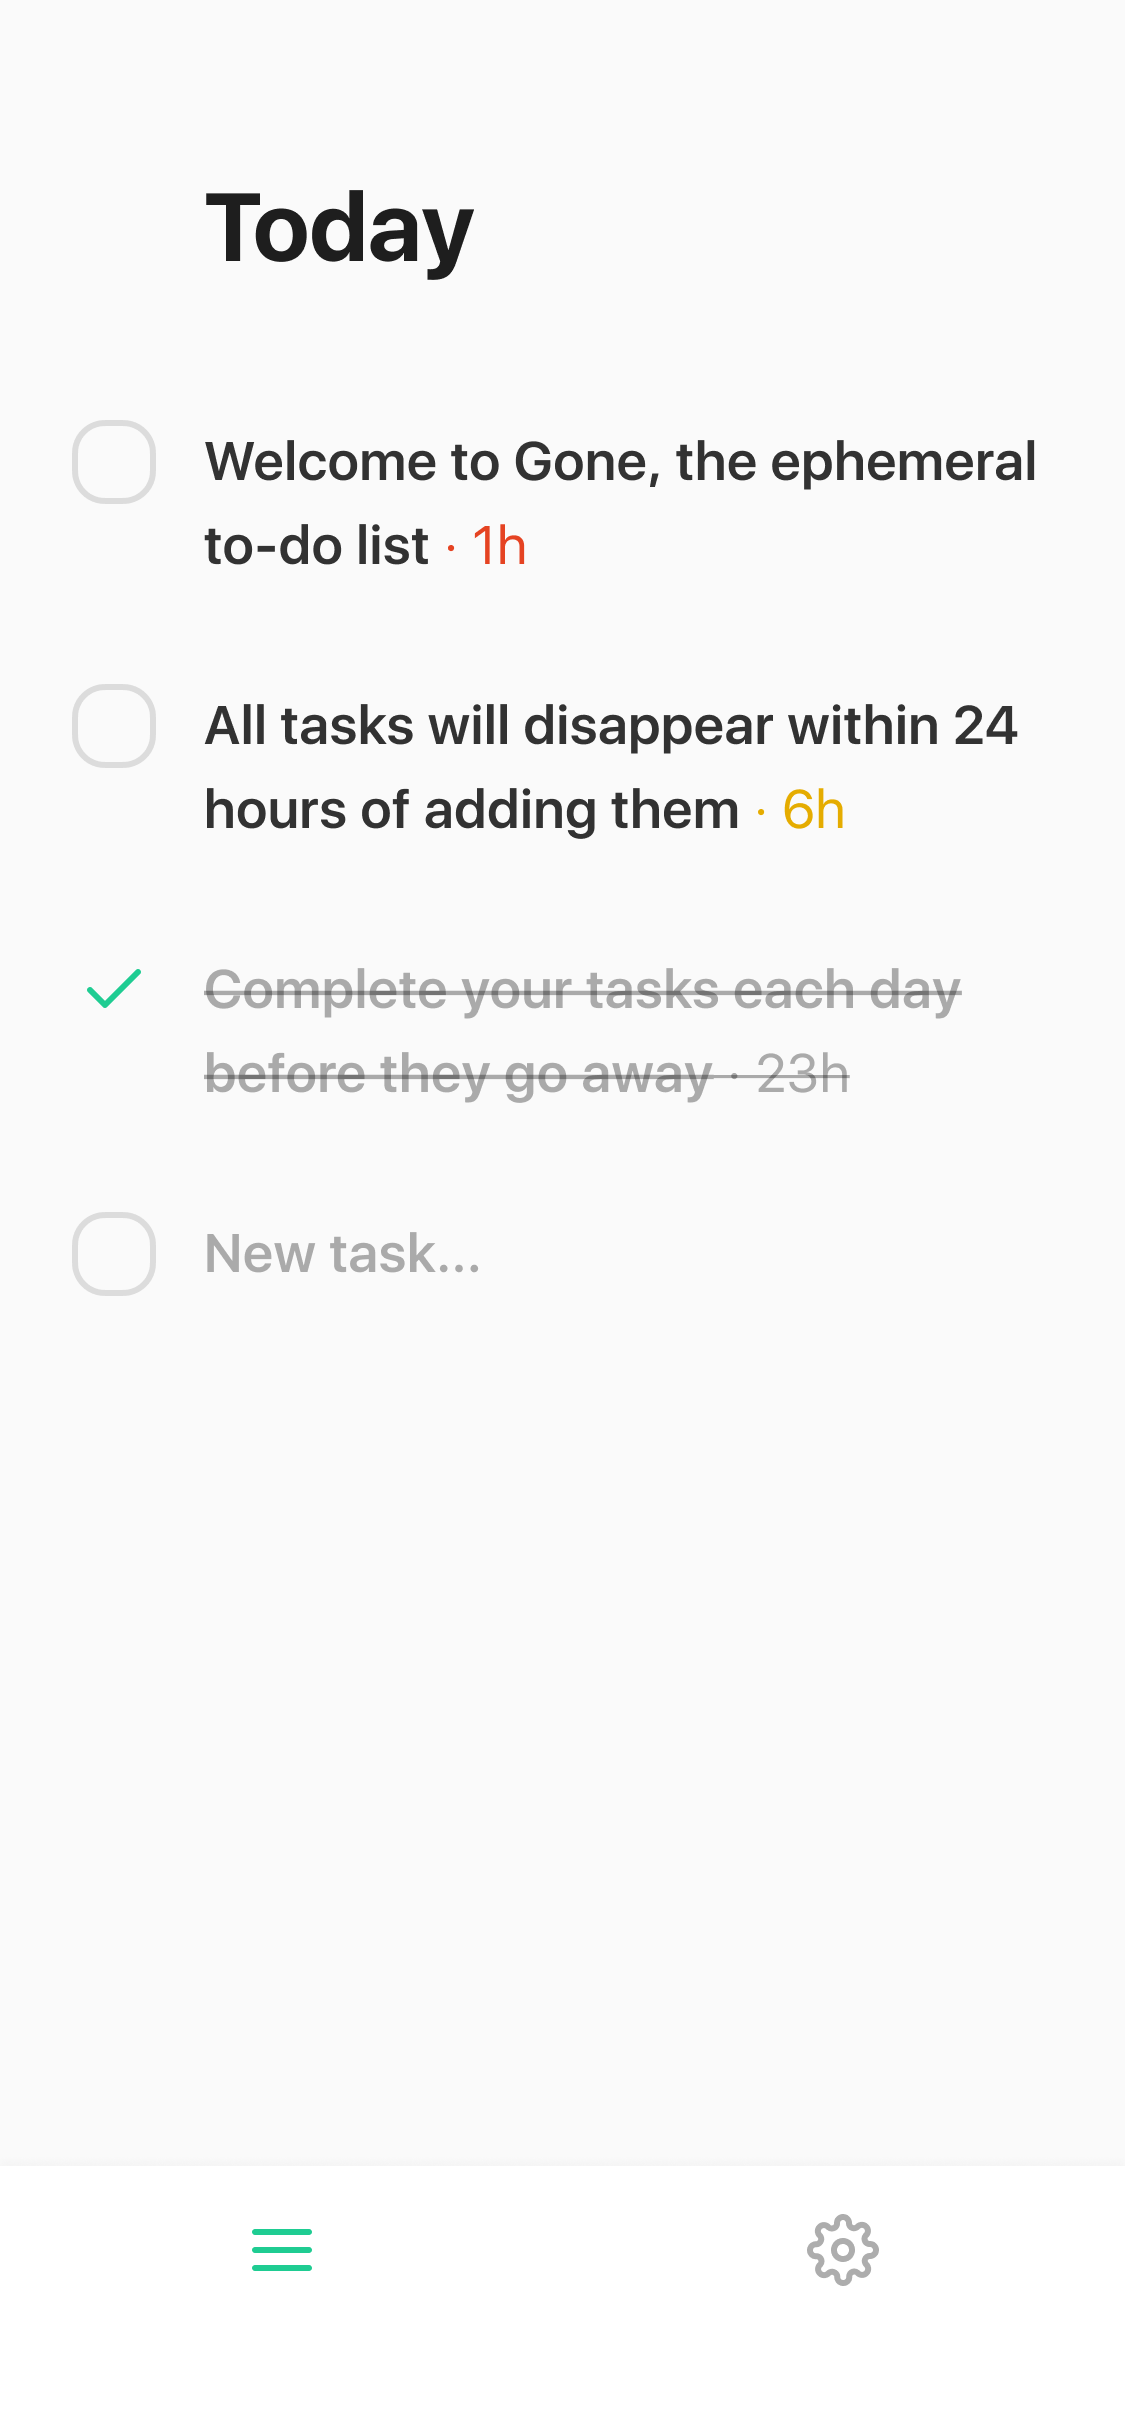 Today
Welcome to Gone, the ephemeral
to-do list · 1h
All tasks will disappear within 24
hours of adding them · 6h
Complete your tasks each day
before they go away · 23h
New task...